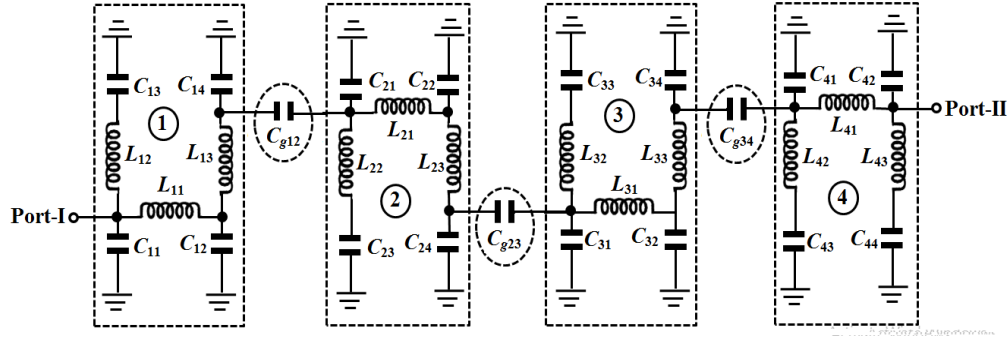 C13 C14 1 L12 L13 L11 Port-I C11 C12
Cg12
C21 C22 L21 L22 L23 2 C23 C24
Cg23
C33 C34 3 L32 L33 L31 C31 C32
Cg34
C41 C42 L41 Port-II L42 L43 4 C43 C44